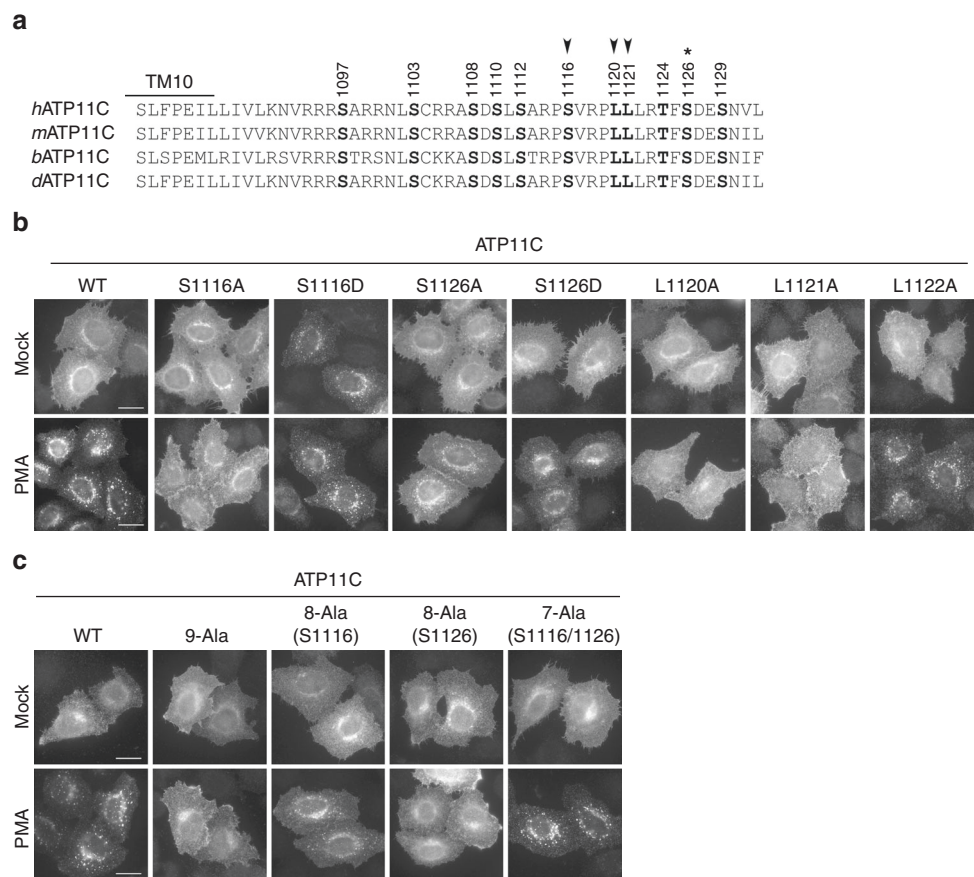 a
*
1097 1103 1108 1110 1112 1116 1120 1121 1124 1126 1129
TM10
hATP11C SLFPEILLIVLKNVRRRSARRNLSCRRASDSLSARPSVRPLLLRTFSDESNVL
mATP11C SLFPEILLIVVKNVRRRSARRNLSCRRASDSLSARPSVRPLLLRTFSDESNIL
bATP11C SLSPEMLRIVLRSVRRRSTRSNLSCKKASDSLSTRPSVRPLLLRTFSDESNIF
dATP11C SLFPEILLIVLKNVRRRSARRNLSCKRASDSLSARPSVRPLLLRTFSDESNIL
b
ATP11C
WT S1116A S1116D S1126A S1126D L1120A L1121A L1122A
Mock
PMA
c
ATP11C
WT 9-Ala 8-Ala (S1116) 8-Ala (S1126) 7-Ala (S1116/1126)
Mock
PMA